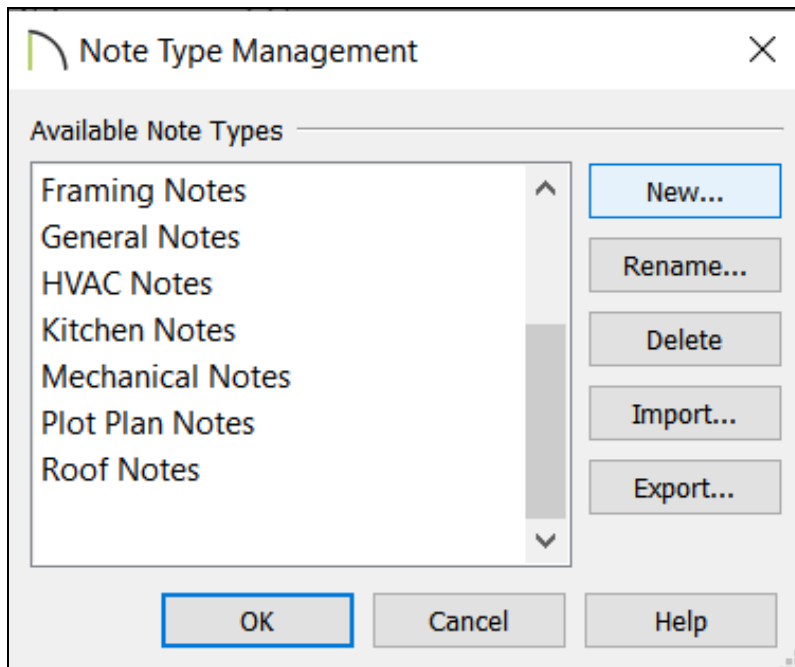 Note Type Management
Available Note Types
Framing Notes
General Notes
HVAC Notes
Kitchen Notes
Mechanical Notes
Plot Plan Notes
Roof Notes
New...
Rename...
Delete
Import...
Export...
OK
Cancel
Help